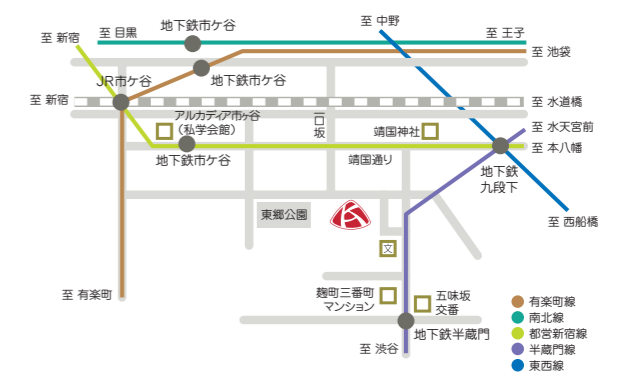 至 中野
至 新宿
至 目黒
地下鉄市ケ谷
至 王子
至 池袋
JR市ケ谷
地下鉄市ケ谷
至 新宿
至 水道橋
アルカディア市ヶ谷
(私学会館)
一口坂
靖国神社
至 水天宮前
地下鉄市ケ谷
靖国通り
至 本八幡
地下鉄
九段下
東郷公園
至 西船橋
文
至 有楽町
麹町三番町
マンション
五味坂
交番
地下鉄半蔵門
至 渋谷
有楽町線
南北線
都営新宿線
半蔵門線
東西線